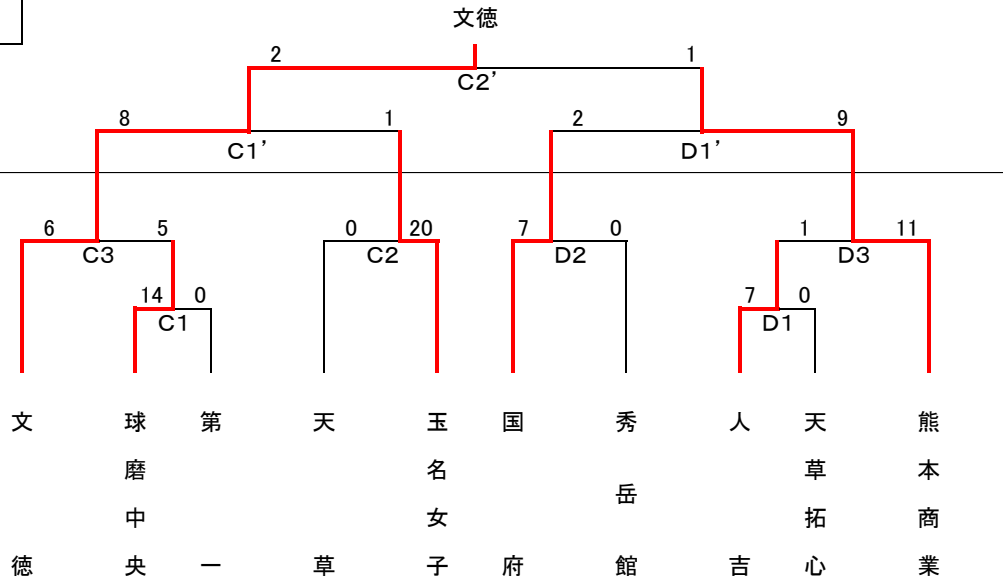 文徳
2 1
C2’
8 1 2 9
C1’ D1’
6 5 0 20 7 0 1 11
C3 C2 D2 D3
14 0 7 0
C1 D1
文徳
球磨中央
第一
天草
玉名女子
国府
秀岳館
人吉
天草拓心
熊本商業